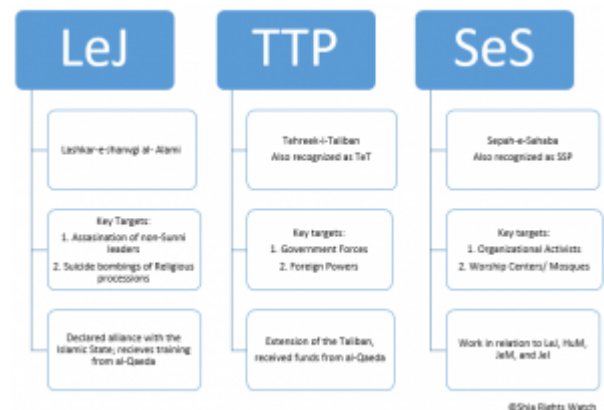 LeJ
Lashkar-e-Jhanvgi al- Alami
Key Targets:
1. Assasination of non-Sunni
leaders
2. Suicide bombings of Religious
processions
Declared alliance with the
Islamic State; recieves training
from al-Qaeda
TTP
Tehreek-i-Taliban
Also recognized as TeT
Key targets:
1. Government Forces
2. Foreign Powers
Extension of the Taliban,
received funds from al-Qaeda
SeS
Sepah-e-Sahaba
Also recognized as SSP
Key targets:
1. Organizational Activists
2. Worship Centers/ Mosques
Work in relation to LeJ, HuM,
JeM, and JeI
©Shia Rights Watch